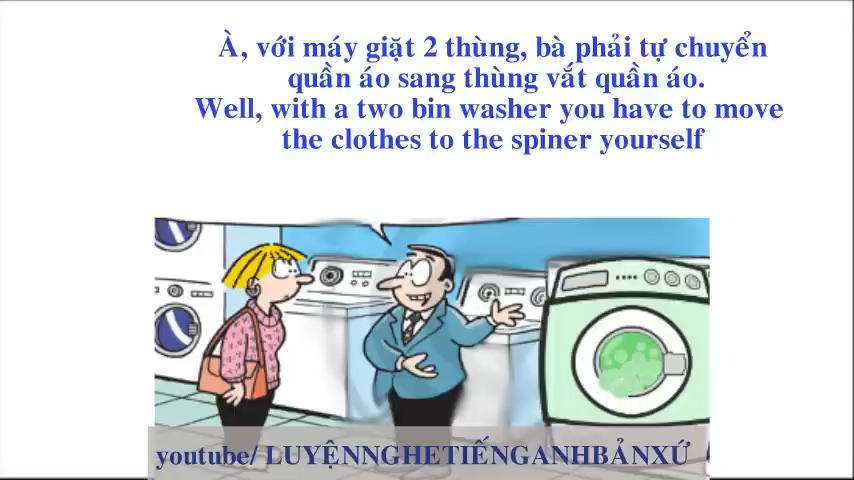 À, với máy giặt 2 thùng, bà phải tự chuyển
quần áo sang thùng vắt quần áo.
Well, with a two bin washer you have to move
the clothes to the spiner yourself
youtube/ LUYỆNNGHETIẾNGANHBẢNXỨ